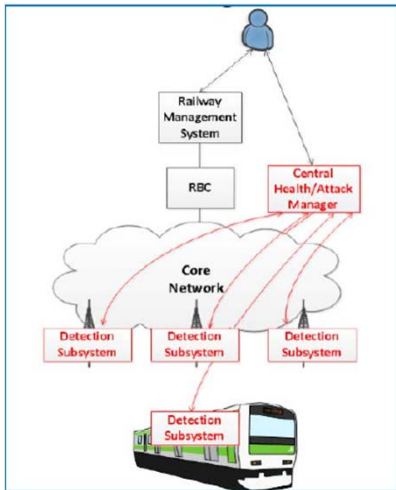 Railway
Management
System
RBC
Central
Health/Attack
Manager
Core
Network
Detection
Subsystem
Detection
Subsystem
Detection
Subsystem
Detection
Subsystem